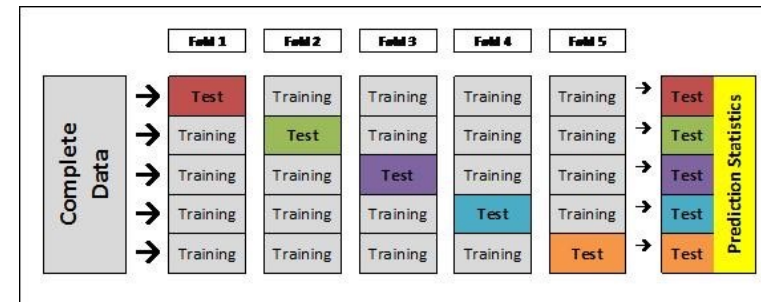 Fold 1 Fold 2 Fold 3 Fold 4 Fold 5
Complete Data
Test Training Training Training Training Test
Training Test Training Training Training Test
Training Training Test Training Training Test
Training Training Training Test Training Test
Training Training Training Training Test Test
Prediction Statistics